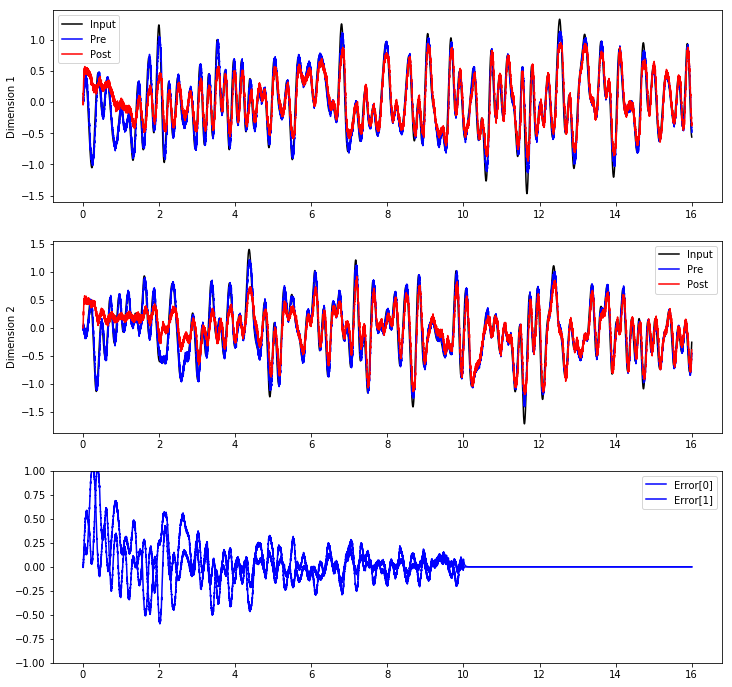 Dimension 1
1.0
0.5
0.0
−0.5
−1.0
−1.5
Input
Pre
Post
0 2 4 6 8 10 12 14 16
Dimension 2
1.5
1.0
0.5
0.0
−0.5
−1.0
−1.5
Input
Pre
Post
0 2 4 6 8 10 12 14 16
1.00
0.75
0.50
0.25
0.00
−0.25
−0.50
−0.75
−1.00
Error[0]
Error[1]
0 2 4 6 8 10 12 14 16